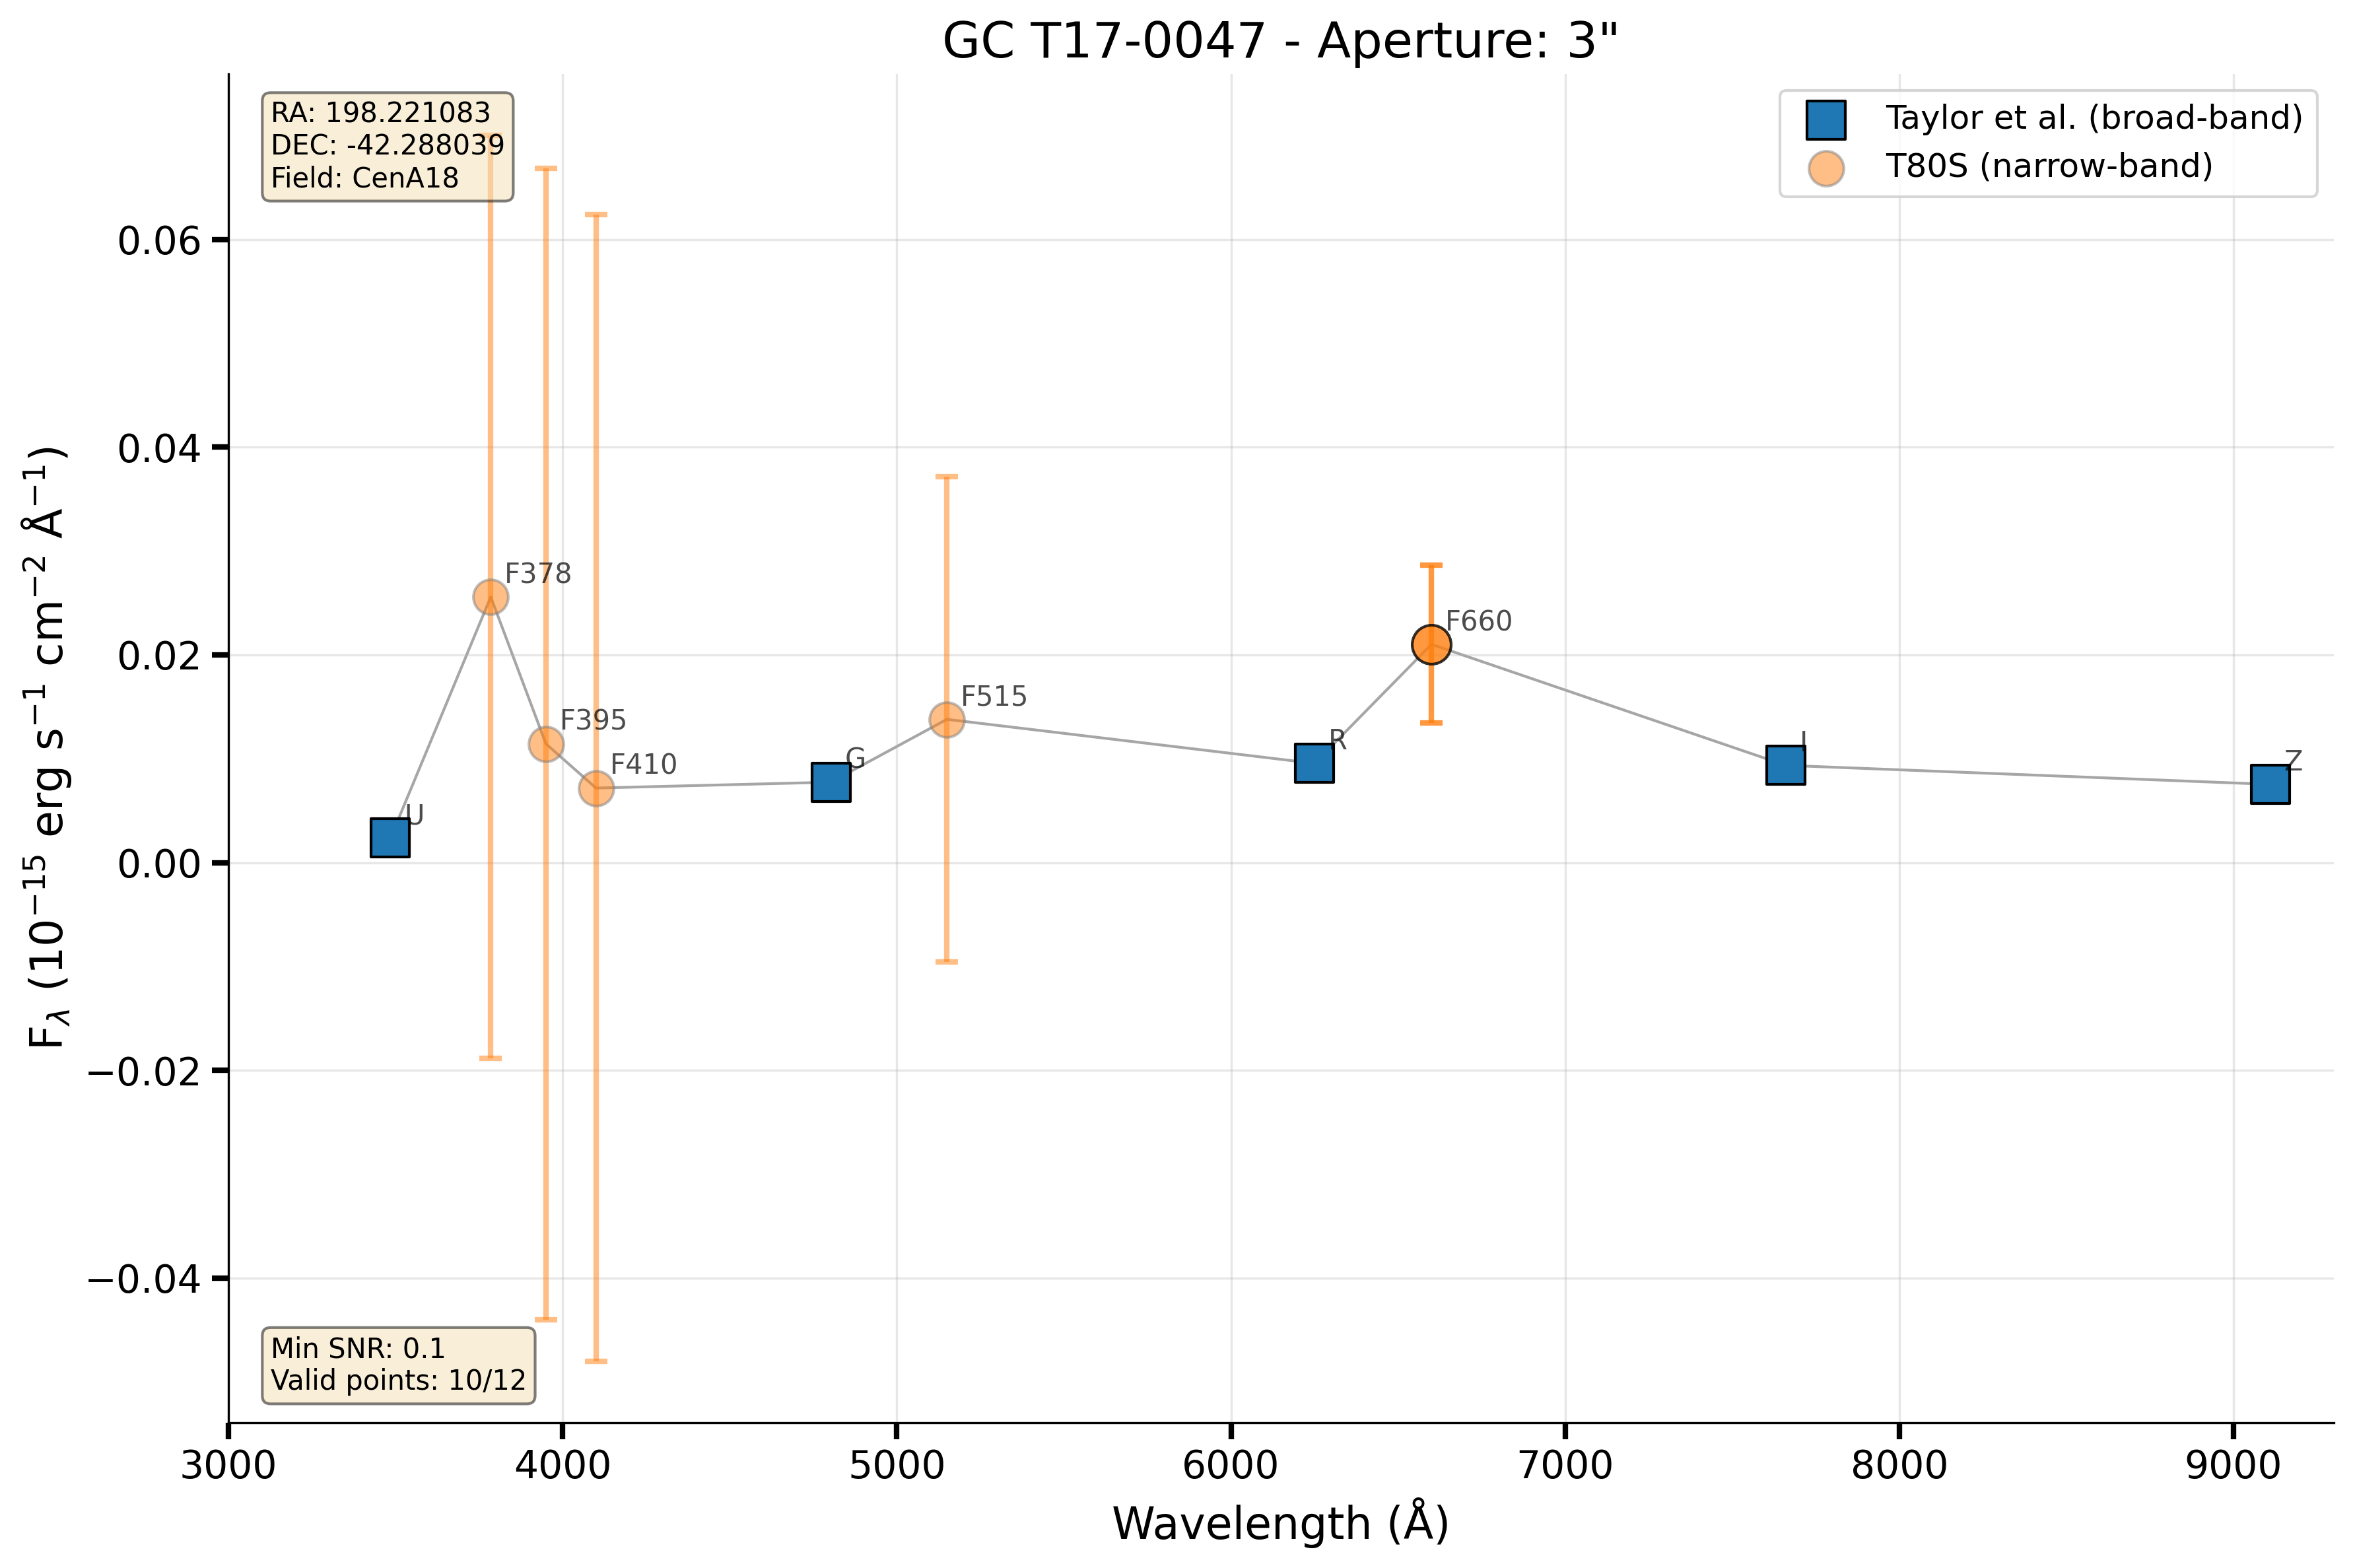 GC T17-0047 - Aperture: 3"
RA: 198.221083
DEC: -42.288039
Field: CenA18
Taylor et al. (broad-band)
T80S (narrow-band)
0.06
0.04
0.02
0.00
−0.02
−0.04
F_λ (10⁻¹⁵ erg s⁻¹ cm⁻² Å⁻¹)
U
F378
F395
F410
G
F515
R
F660
I
Z
Min SNR: 0.1
Valid points: 10/12
3000 4000 5000 6000 7000 8000 9000
Wavelength (Å)